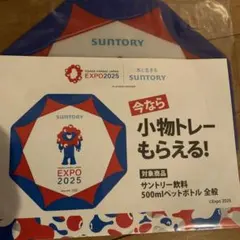 SUNTORY
EXPO2025
水と生きる
SUNTORY
SUNTORY
EXPO
2025
今なら
小物トレー
もらえる!
対象商品
サントリー飲料
500mlペットボトル 全般
©Expo 2025